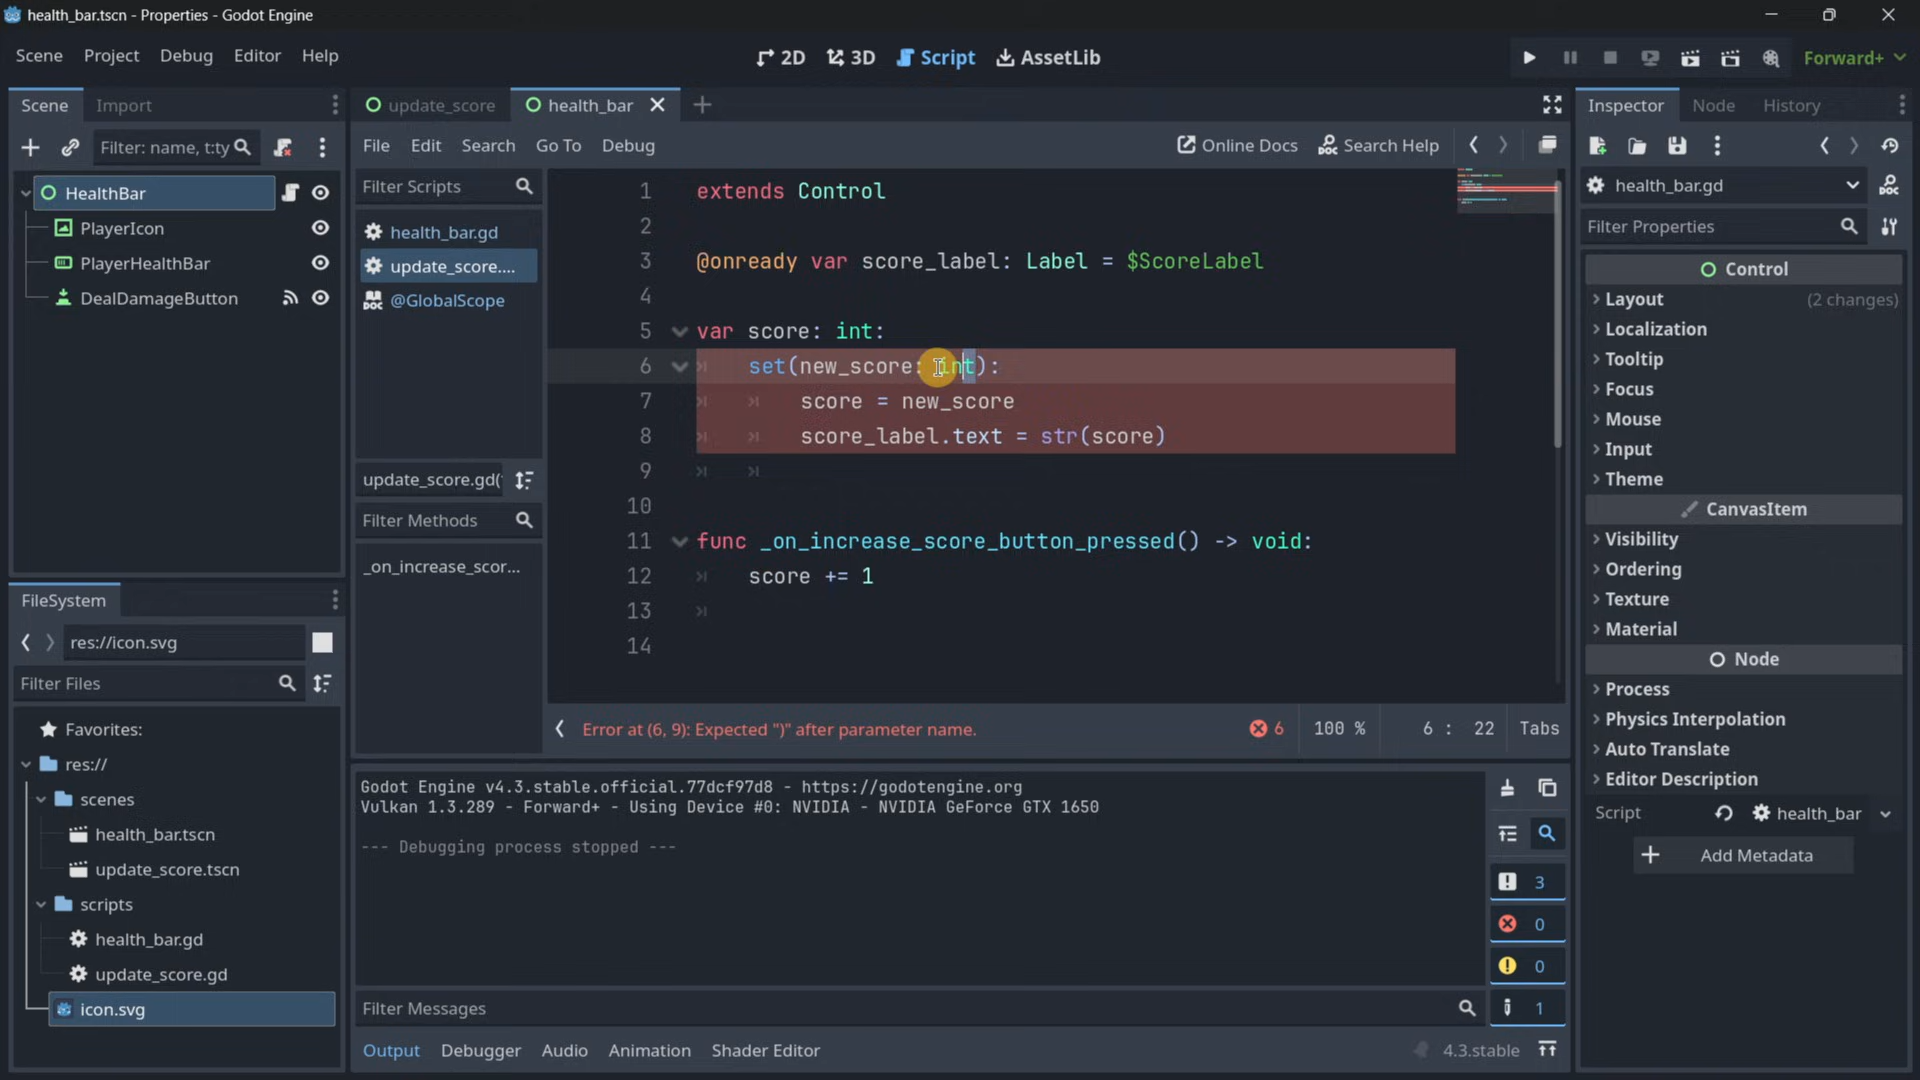 health_bar.tscn - Properties - Godot Engine
Scene Project Debug Editor Help
2D 3D Script AssetLib
Forward+
Scene Import
update_score health_bar
Inspector Node History
Filter: name, t:ty
File Edit Search Go To Debug
Online Docs Search Help
HealthBar
PlayerIcon
PlayerHealthBar
DealDamageButton
Filter Scripts
health_bar.gd
update_score....
@GlobalScope
update_score.gd(
Filter Methods
_on_increase_scor...
1 extends Control
2
3 @onready var score_label: Label = $ScoreLabel
4
5 var score: int:
6 set(new_score: int):
7 score = new_score
8 score_label.text = str(score)
9
10
11 func _on_increase_score_button_pressed() -> void:
12 score += 1
13
14
Error at (6, 9): Expected ")" after parameter name.
6 100 % 6 : 22 Tabs
health_bar.gd
Filter Properties
Control
Layout (2 changes)
Localization
Tooltip
Focus
Mouse
Input
Theme
CanvasItem
Visibility
Ordering
Texture
Material
Node
Process
Physics Interpolation
Auto Translate
Editor Description
Script health_bar
Add Metadata
FileSystem
res://icon.svg
Filter Files
Favorites:
res://
scenes
health_bar.tscn
update_score.tscn
scripts
health_bar.gd
update_score.gd
icon.svg
Godot Engine v4.3.stable.official.77dcf97d8 - https://godotengine.org
Vulkan 1.3.289 - Forward+ - Using Device #0: NVIDIA - NVIDIA GeForce GTX 1650
--- Debugging process stopped ---
3
0
0
1
Filter Messages
Output Debugger Audio Animation Shader Editor
4.3.stable